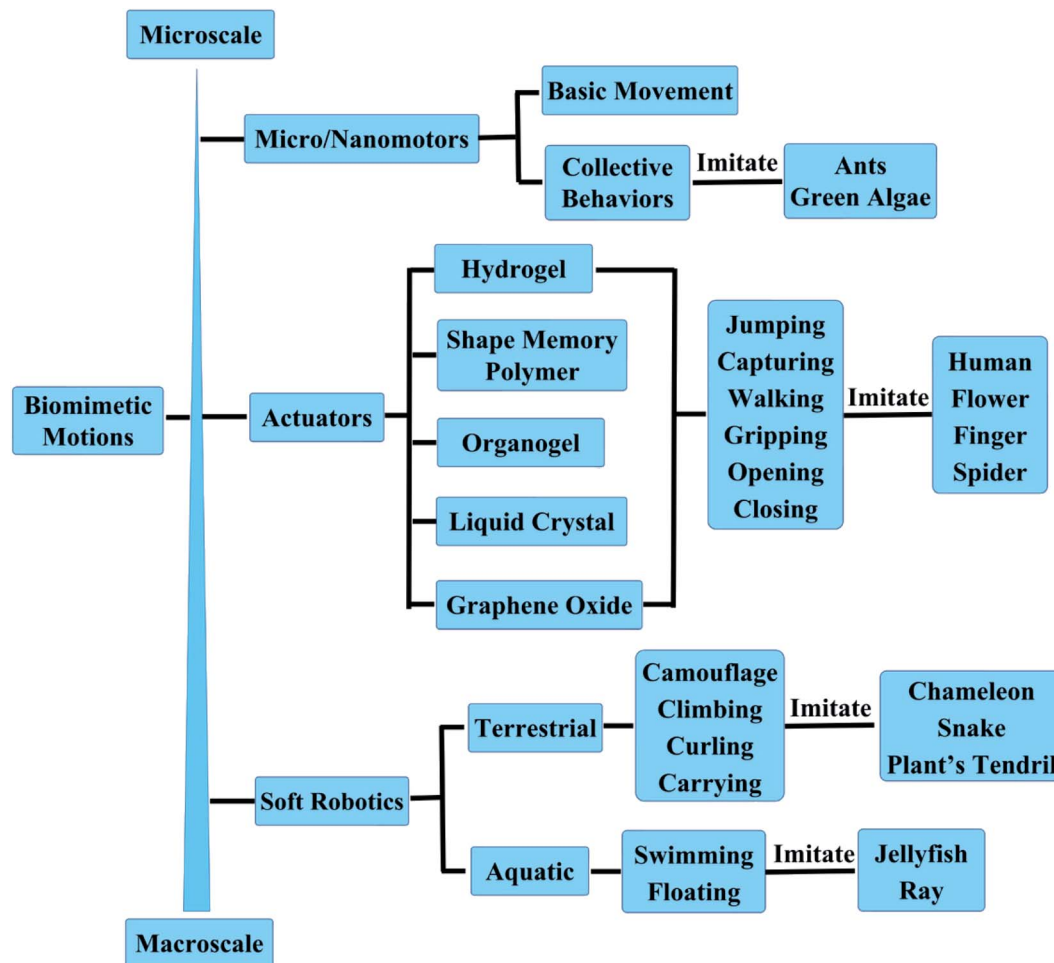 Microscale
Basic Movement
Micro/Nanomotors
Collective
Behaviors
Imitate
Ants
Green Algae
Hydrogel
Shape Memory
Polymer
Organogel
Liquid Crystal
Graphene Oxide
Biomimetic
Motions
Actuators
Jumping
Capturing
Walking
Gripping
Opening
Closing
Imitate
Human
Flower
Finger
Spider
Soft Robotics
Terrestrial
Camouflage
Climbing
Curling
Carrying
Imitate
Chameleon
Snake
Plant’s Tendril
Aquatic
Swimming
Floating
Imitate
Jellyfish
Ray
Macroscale